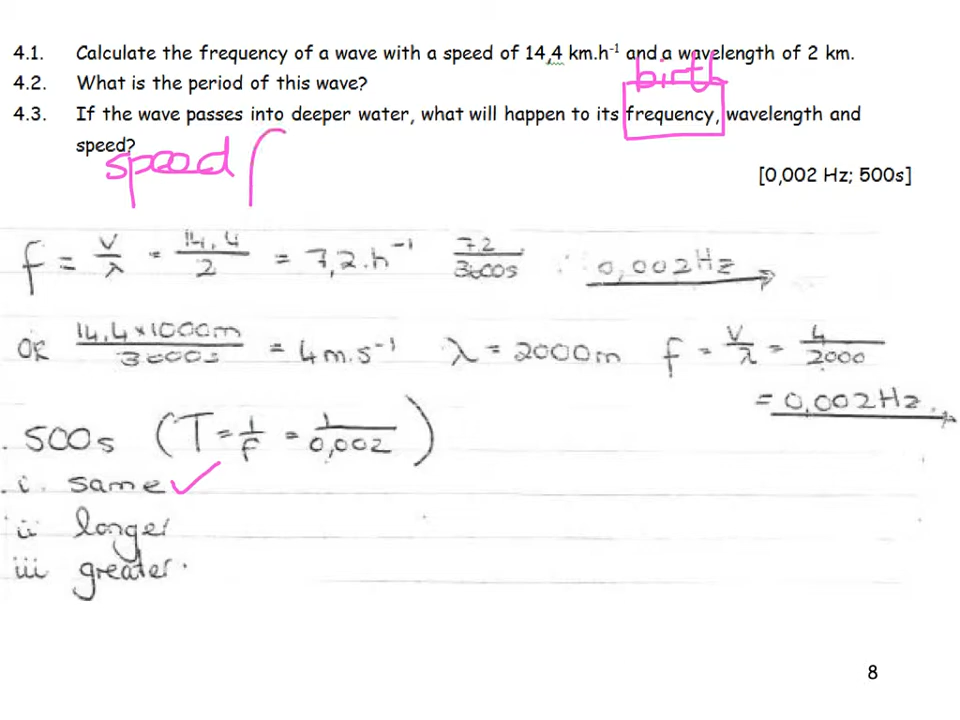 4.1. Calculate the frequency of a wave with a speed of 14,4 km.h⁻¹ and a wavelength of 2 km.
birth
4.2. What is the period of this wave?
4.3. If the wave passes into deeper water, what will happen to its frequency, wavelength and
speed?
speed
[0,002 Hz; 500s]
f = v/λ = 14,4/2 = 7,2.h⁻¹ 7.2/3600s ∴ 0,002Hz
OR 14,4 × 1000m/3600s = 4m.s⁻¹ λ = 2000m f = v/λ = 4/2000
= 0,002Hz.
. 500s (T = 1/f = 1/0,002)
i. same ✓
ii longer
iii greater.
8